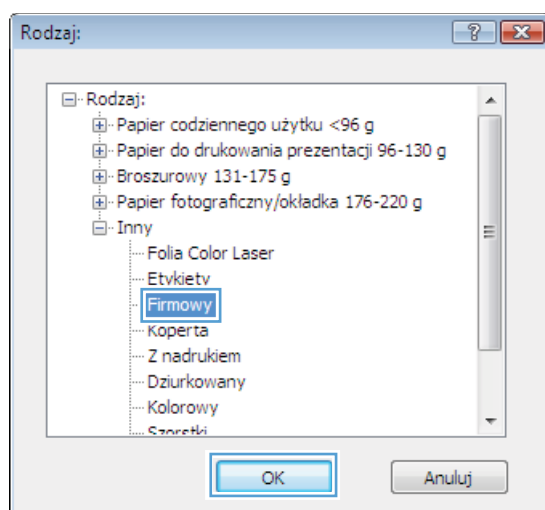 Rodzaj:
Rodzaj:
Papier codziennego użytku <96 g
Papier do drukowania prezentacji 96-130 g
Broszurowy 131-175 g
Papier fotograficzny/okładka 176-220 g
Inny
Folia Color Laser
Etykiety
Firmowy
Koperta
Z nadrukiem
Dziurkowany
Kolorowy
Szorstki
OK Anuluj